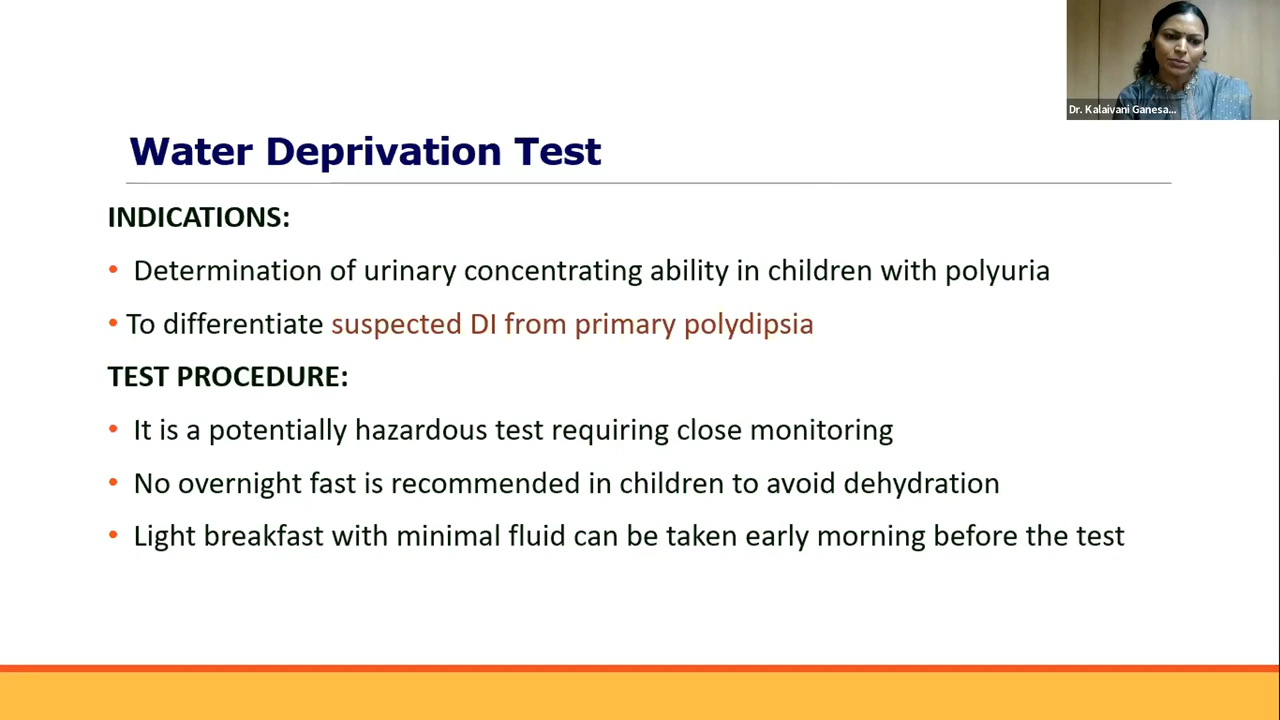 Dr. Kalaivani Ganesa...
Water Deprivation Test
INDICATIONS:
• Determination of urinary concentrating ability in children with polyuria
• To differentiate suspected DI from primary polydipsia
TEST PROCEDURE:
• It is a potentially hazardous test requiring close monitoring
• No overnight fast is recommended in children to avoid dehydration
• Light breakfast with minimal fluid can be taken early morning before the test